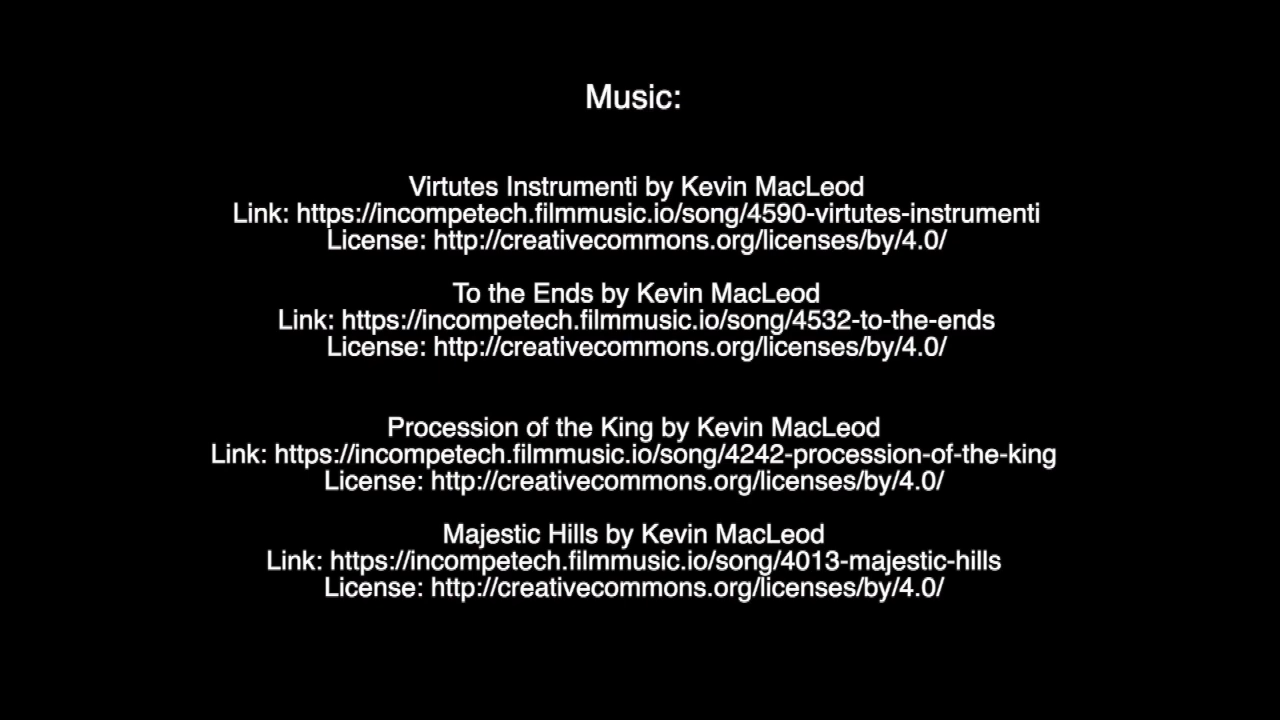 Music:
Virtutes Instrumenti by Kevin MacLeod
Link: https://incompetech.filmmusic.io/song/4590-virtutes-instrumenti
License: http://creativecommons.org/licenses/by/4.0/
To the Ends by Kevin MacLeod
Link: https://incompetech.filmmusic.io/song/4532-to-the-ends
License: http://creativecommons.org/licenses/by/4.0/
Procession of the King by Kevin MacLeod
Link: https://incompetech.filmmusic.io/song/4242-procession-of-the-king
License: http://creativecommons.org/licenses/by/4.0/
Majestic Hills by Kevin MacLeod
Link: https://incompetech.filmmusic.io/song/4013-majestic-hills
License: http://creativecommons.org/licenses/by/4.0/